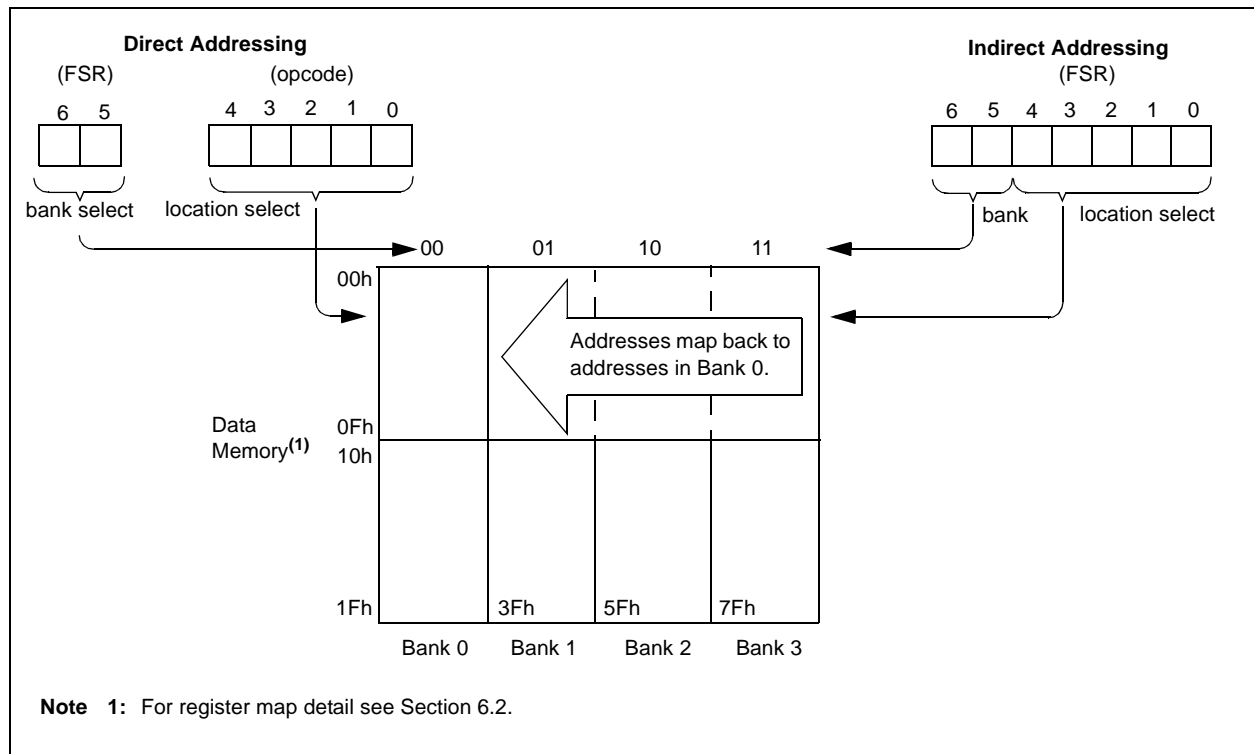 Direct Addressing
(FSR) (opcode)
6 5 4 3 2 1 0
bank select location select
Indirect Addressing
(FSR)
6 5 4 3 2 1 0
bank location select
00 01 10 11
00h
Addresses map back to
addresses in Bank 0.
Data
Memory(1)
0Fh
10h
1Fh 3Fh 5Fh 7Fh
Bank 0 Bank 1 Bank 2 Bank 3
Note 1: For register map detail see Section 6.2.